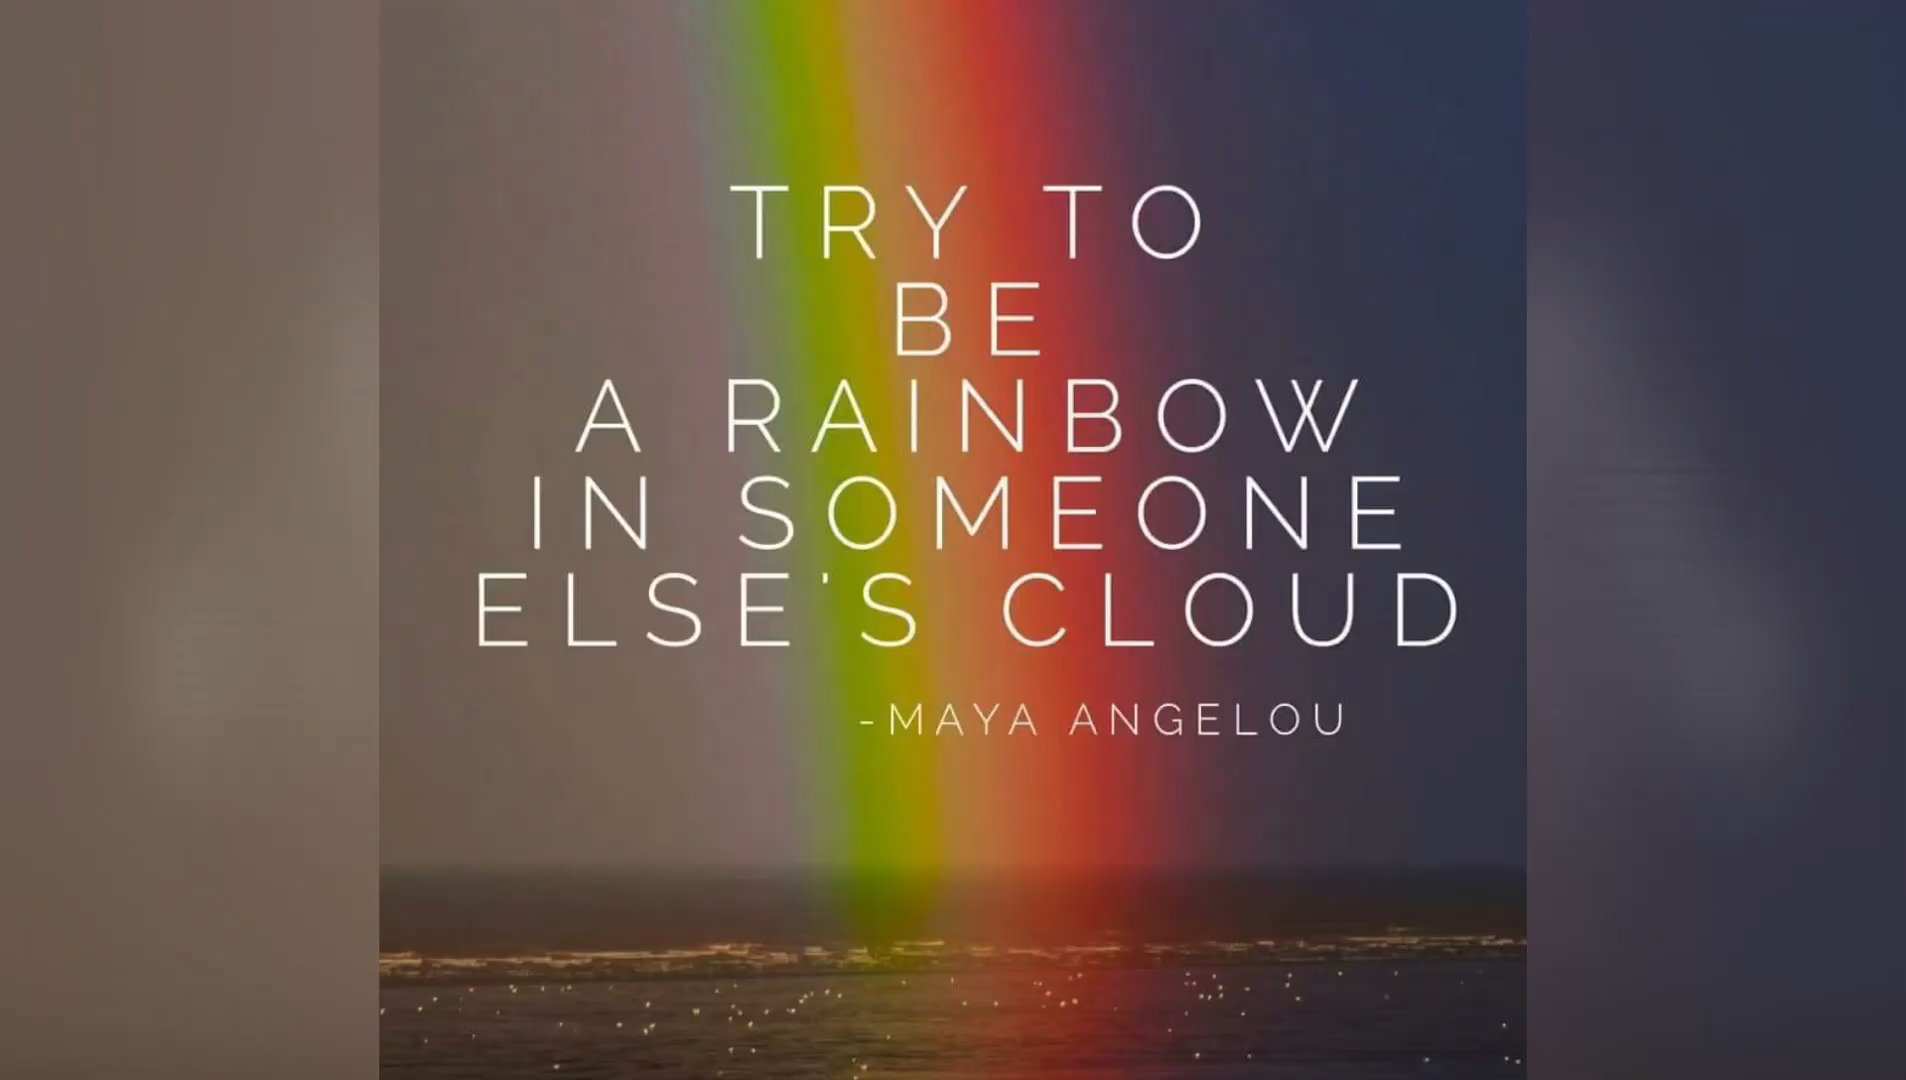 TRY TO
BE
A RAINBOW
IN SOMEONE
ELSE'S CLOUD
-MAYA ANGELOU